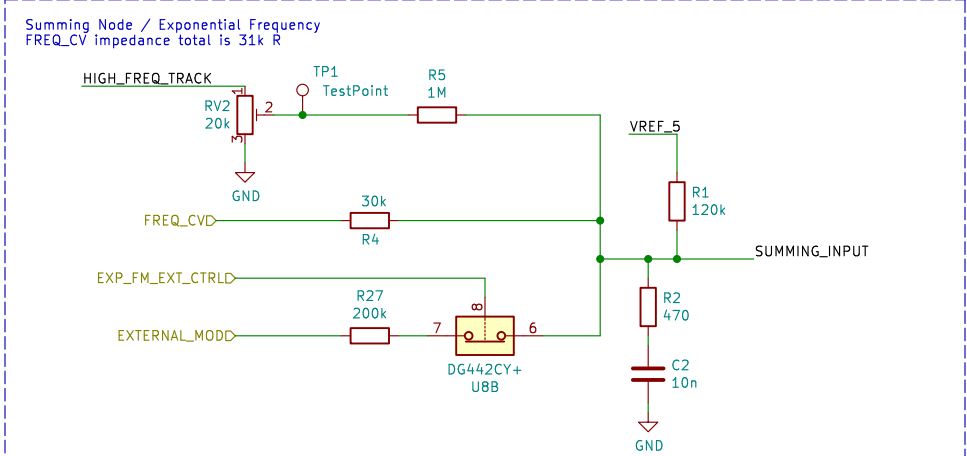 Summing Node / Exponential Frequency
FREQ_CV impedance total is 31k R
HIGH_FREQ_TRACK
RV2
20k
1
2
3
GND
TP1
TestPoint
R5
1M
VREF_5
R1
120k
FREQ_CV
30k
R4
SUMMING_INPUT
EXP_FM_EXT_CTRL
EXTERNAL_MOD
R27
200k
7
8
6
DG442CY+
U8B
R2
470
C2
10n
GND